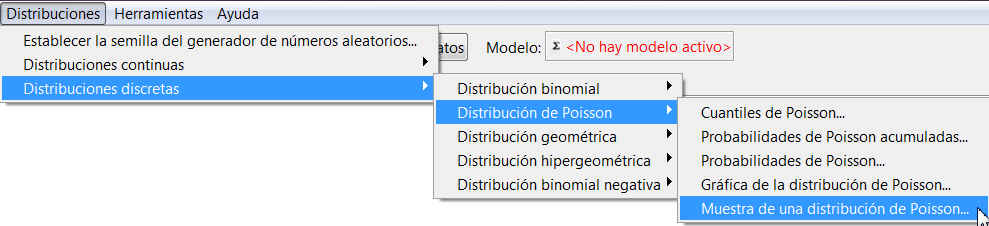 Distribuciones Herramientas Ayuda
Establecer la semilla del generador de números aleatorios...
atos Modelo: Σ <No hay modelo activo>
Distribuciones continuas
Distribuciones discretas
Distribución binomial
Distribución de Poisson
Distribución geométrica
Distribución hipergeométrica
Distribución binomial negativa
Cuantiles de Poisson...
Probabilidades de Poisson acumuladas...
Probabilidades de Poisson...
Gráfica de la distribución de Poisson...
Muestra de una distribución de Poisson...